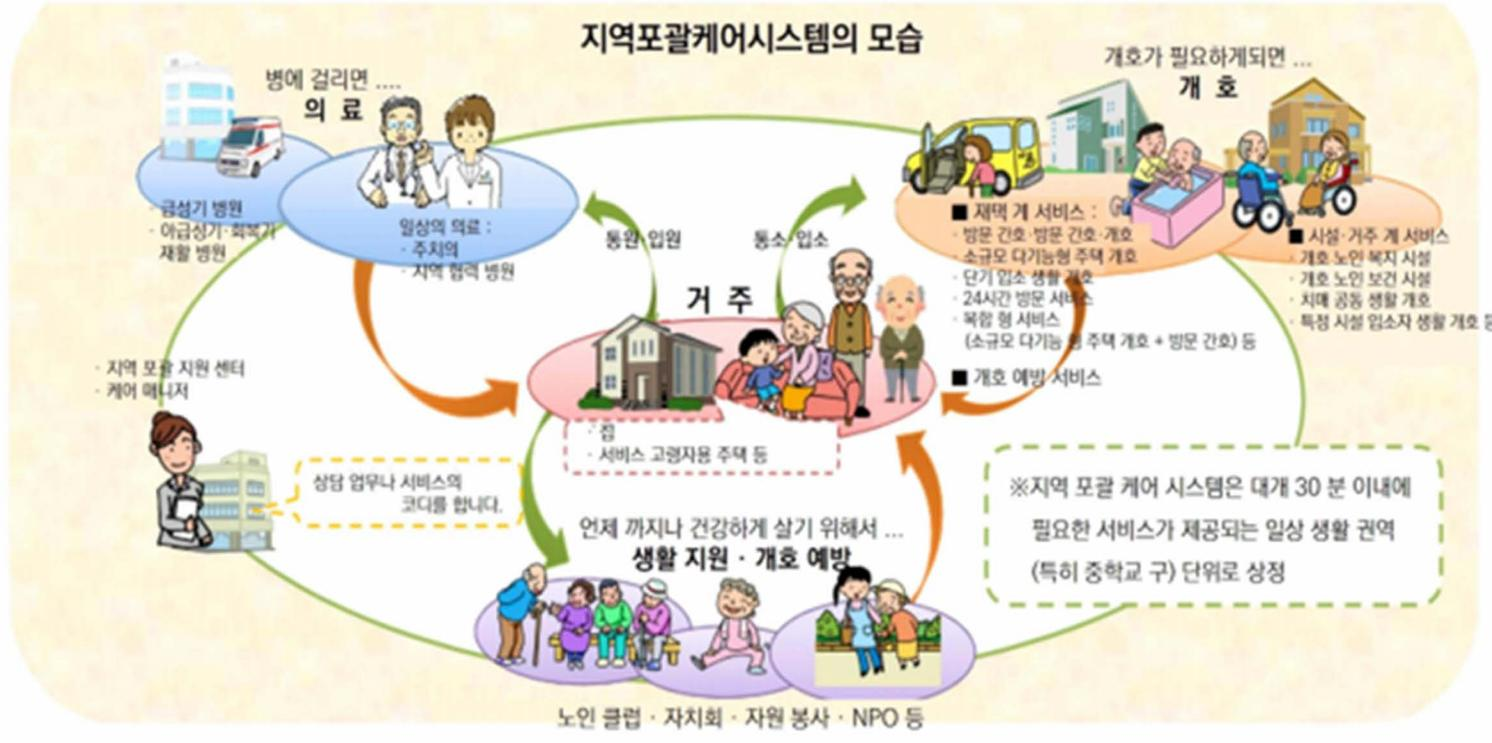 지역포괄케어시스템의 모습
병에 걸리면 ....
의 료
· 급성기 병원
· 아급성기·회복기
재활 병원
일상의 의료 :
· 주치의
· 지역 협력 병원
개호가 필요하게되면 ...
개 호
■ 재택 계 서비스 :
· 방문 간호·방문 간호·개호
· 소규모 다기능형 주택 개호
· 단기 입소 생활 개호
· 24시간 방문 서비스
· 복합 형 서비스
(소규모 다기능 형 주택 개호 + 방문 간호) 등
■ 개호 예방 서비스
■ 시설·거주 계 서비스
· 개호 노인 복지 시설
· 개호 노인 보건 시설
· 치매 공동 생활 개호
· 특정 시설 입소자 생활 개호 등
통원·입원
통소·입소
거 주
· 집
· 서비스 고령자용 주택 등
· 지역 포괄 지원 센터
· 케어 매니저
상담 업무나 서비스의
코디를 합니다.
언제 까지나 건강하게 살기 위해서 ...
생활 지원 · 개호 예방
노인 클럽 · 자치회 · 자원 봉사 · NPO 등
※지역 포괄 케어 시스템은 대개 30 분 이내에
필요한 서비스가 제공되는 일상 생활 권역
(특히 중학교 구) 단위로 상정